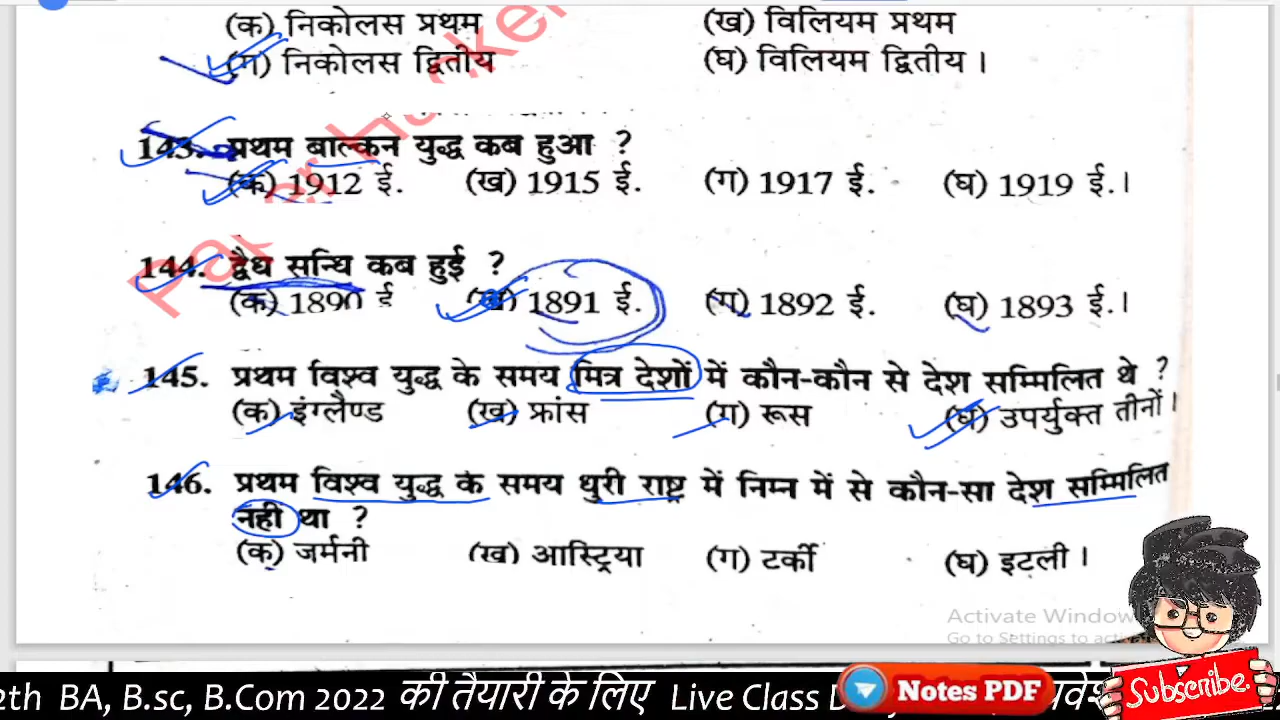 (क) निकोलस प्रथम (ख) विलियम प्रथम
(ग) निकोलस द्वितीय (घ) विलियम द्वितीय ।
143. प्रथम बाल्कन युद्ध कब हुआ ?
(क) 1912 ई. (ख) 1915 ई. (ग) 1917 ई. (घ) 1919 ई. ।
144. द्वैध सन्धि कब हुई ?
(क) 1890 ई (ख) 1891 ई. (ग) 1892 ई. (घ) 1893 ई. ।
145. प्रथम विश्व युद्ध के समय मित्र देशों में कौन-कौन से देश सम्मिलित थे ?
(क) इंग्लैण्ड (ख) फ्रांस (ग) रूस (घ) उपर्युक्त तीनों ।
146. प्रथम विश्व युद्ध के समय धुरी राष्ट्र में निम्न में से कौन-सा देश सम्मिलित
नही था ?
(क) जर्मनी (ख) आस्ट्रिया (ग) टर्की (घ) इटली ।
Activate Window
Go to Settings to activa
BA, B.sc, B.Com 2022 की तैयारी के लिए Live Class
Notes PDF
Subscribe